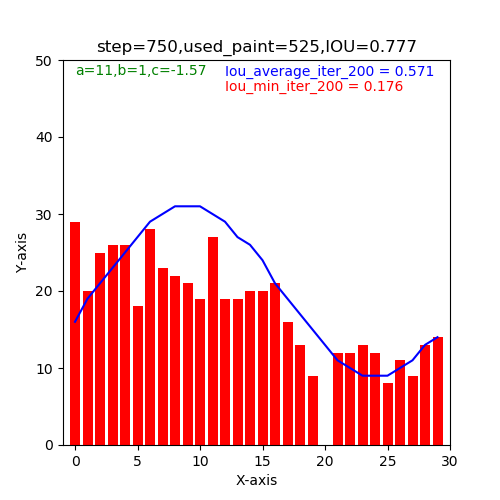 step=750,used_paint=525,IOU=0.777
a=11,b=1,c=-1.57
Iou_average_iter_200 = 0.571
Iou_min_iter_200 = 0.176
50
40
30
20
10
0
Y-axis
0 5 10 15 20 25 30
X-axis